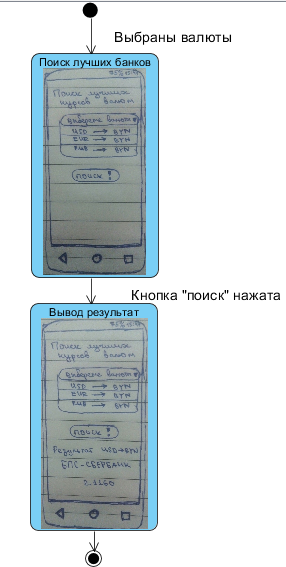 Выбраны валюты
Поиск лучших банков
Поиск лучших
курсов валют
Выберите валюты
USD → BYN
EUR → BYN
RUB → BYN
ПОИСК !
Кнопка "поиск" нажата
Вывод результат
Поиск лучших
курсов валют
Выберите валюты
USD → BYN
EUR → BYN
RUB → BYN
ПОИСК !
Результат USD→BYN
БПС-СБЕРБАНК